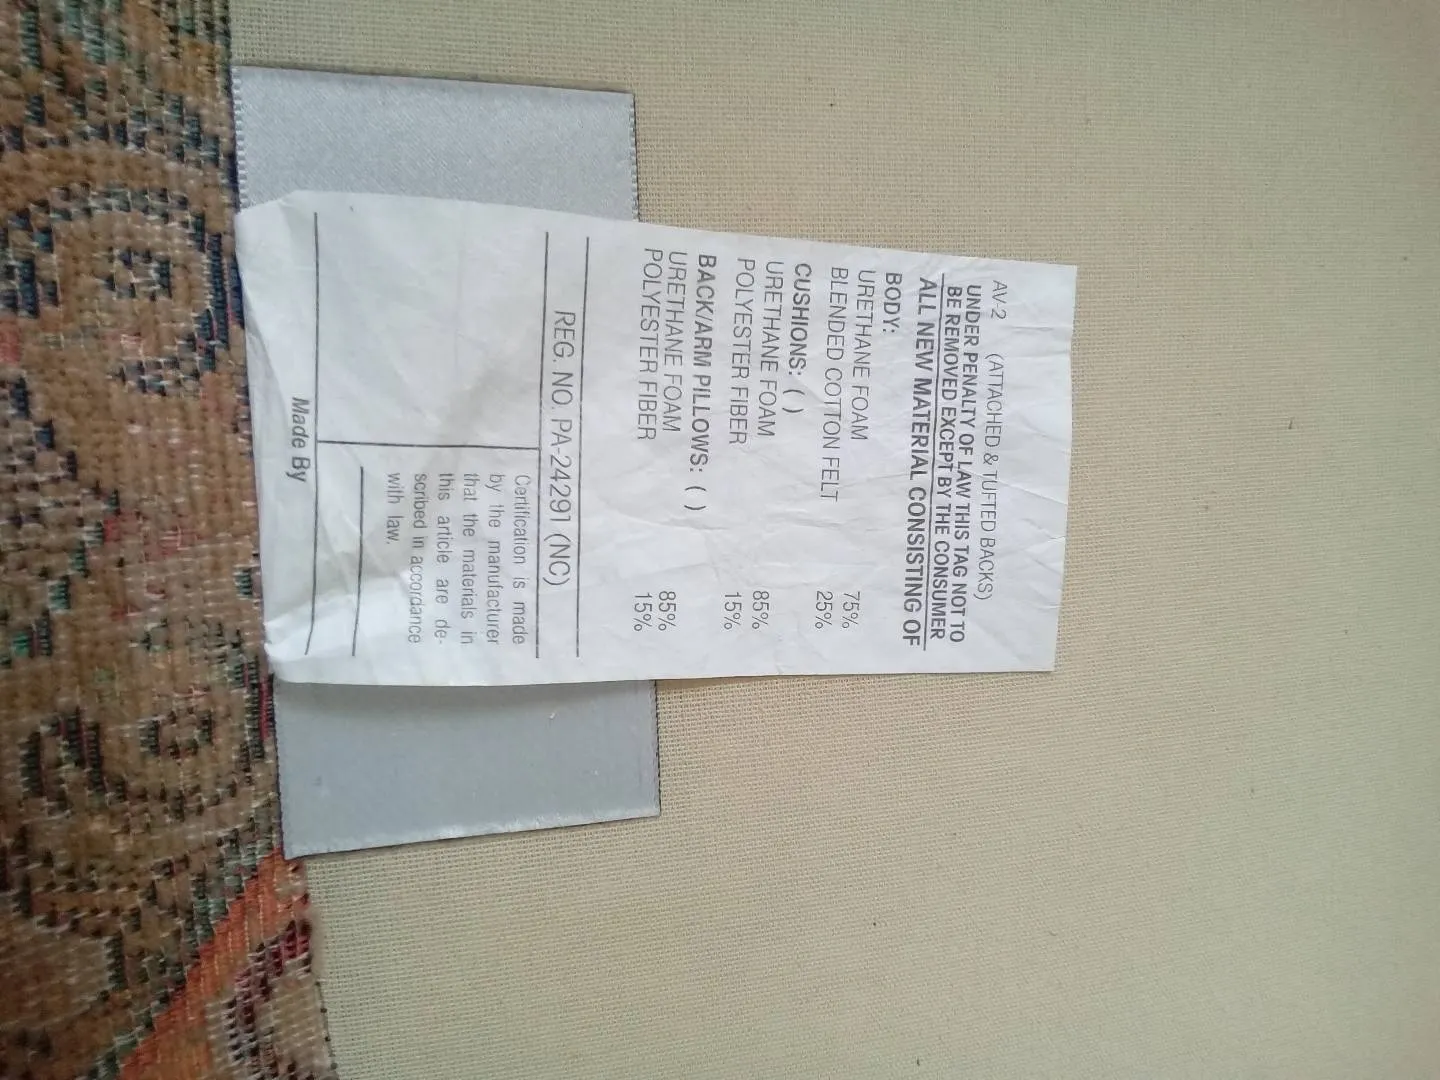 AV-2 (ATTACHED & TUFTED BACKS)
UNDER PENALTY OF LAW THIS TAG NOT TO
BE REMOVED EXCEPT BY THE CONSUMER
ALL NEW MATERIAL CONSISTING OF
BODY:
URETHANE FOAM 75%
BLENDED COTTON FELT 25%
CUSHIONS: ( )
URETHANE FOAM 85%
POLYESTER FIBER 15%
BACK/ARM PILLOWS: ( )
URETHANE FOAM 85%
POLYESTER FIBER 15%
REG. NO. PA-24291 (NC)
Certification is made
by the manufacturer
that the materials in
this article are de-
scribed in accordance
with law.
Made By